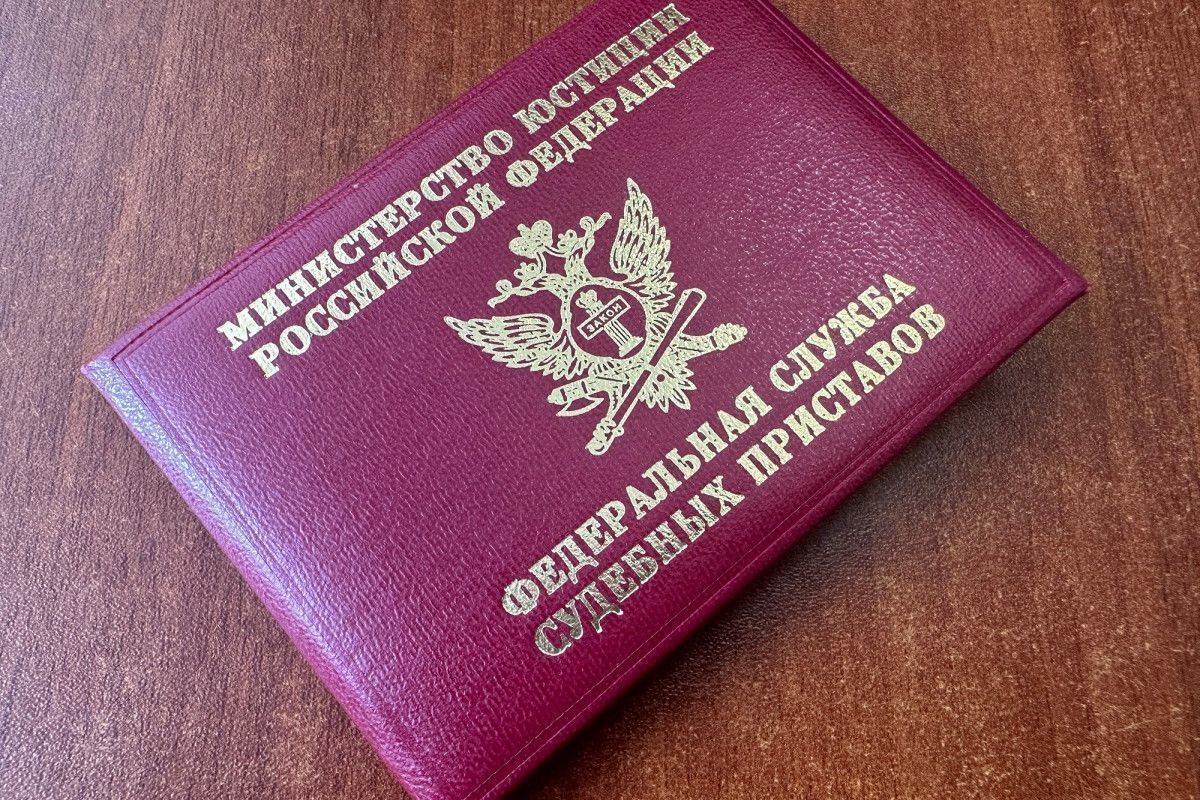 МИНИСТЕРСТВО ЮСТИЦИИ
РОССИЙСКОЙ ФЕДЕРАЦИИ
ЗАКОН
ФЕДЕРАЛЬНАЯ СЛУЖБА
СУДЕБНЫХ ПРИСТАВОВ